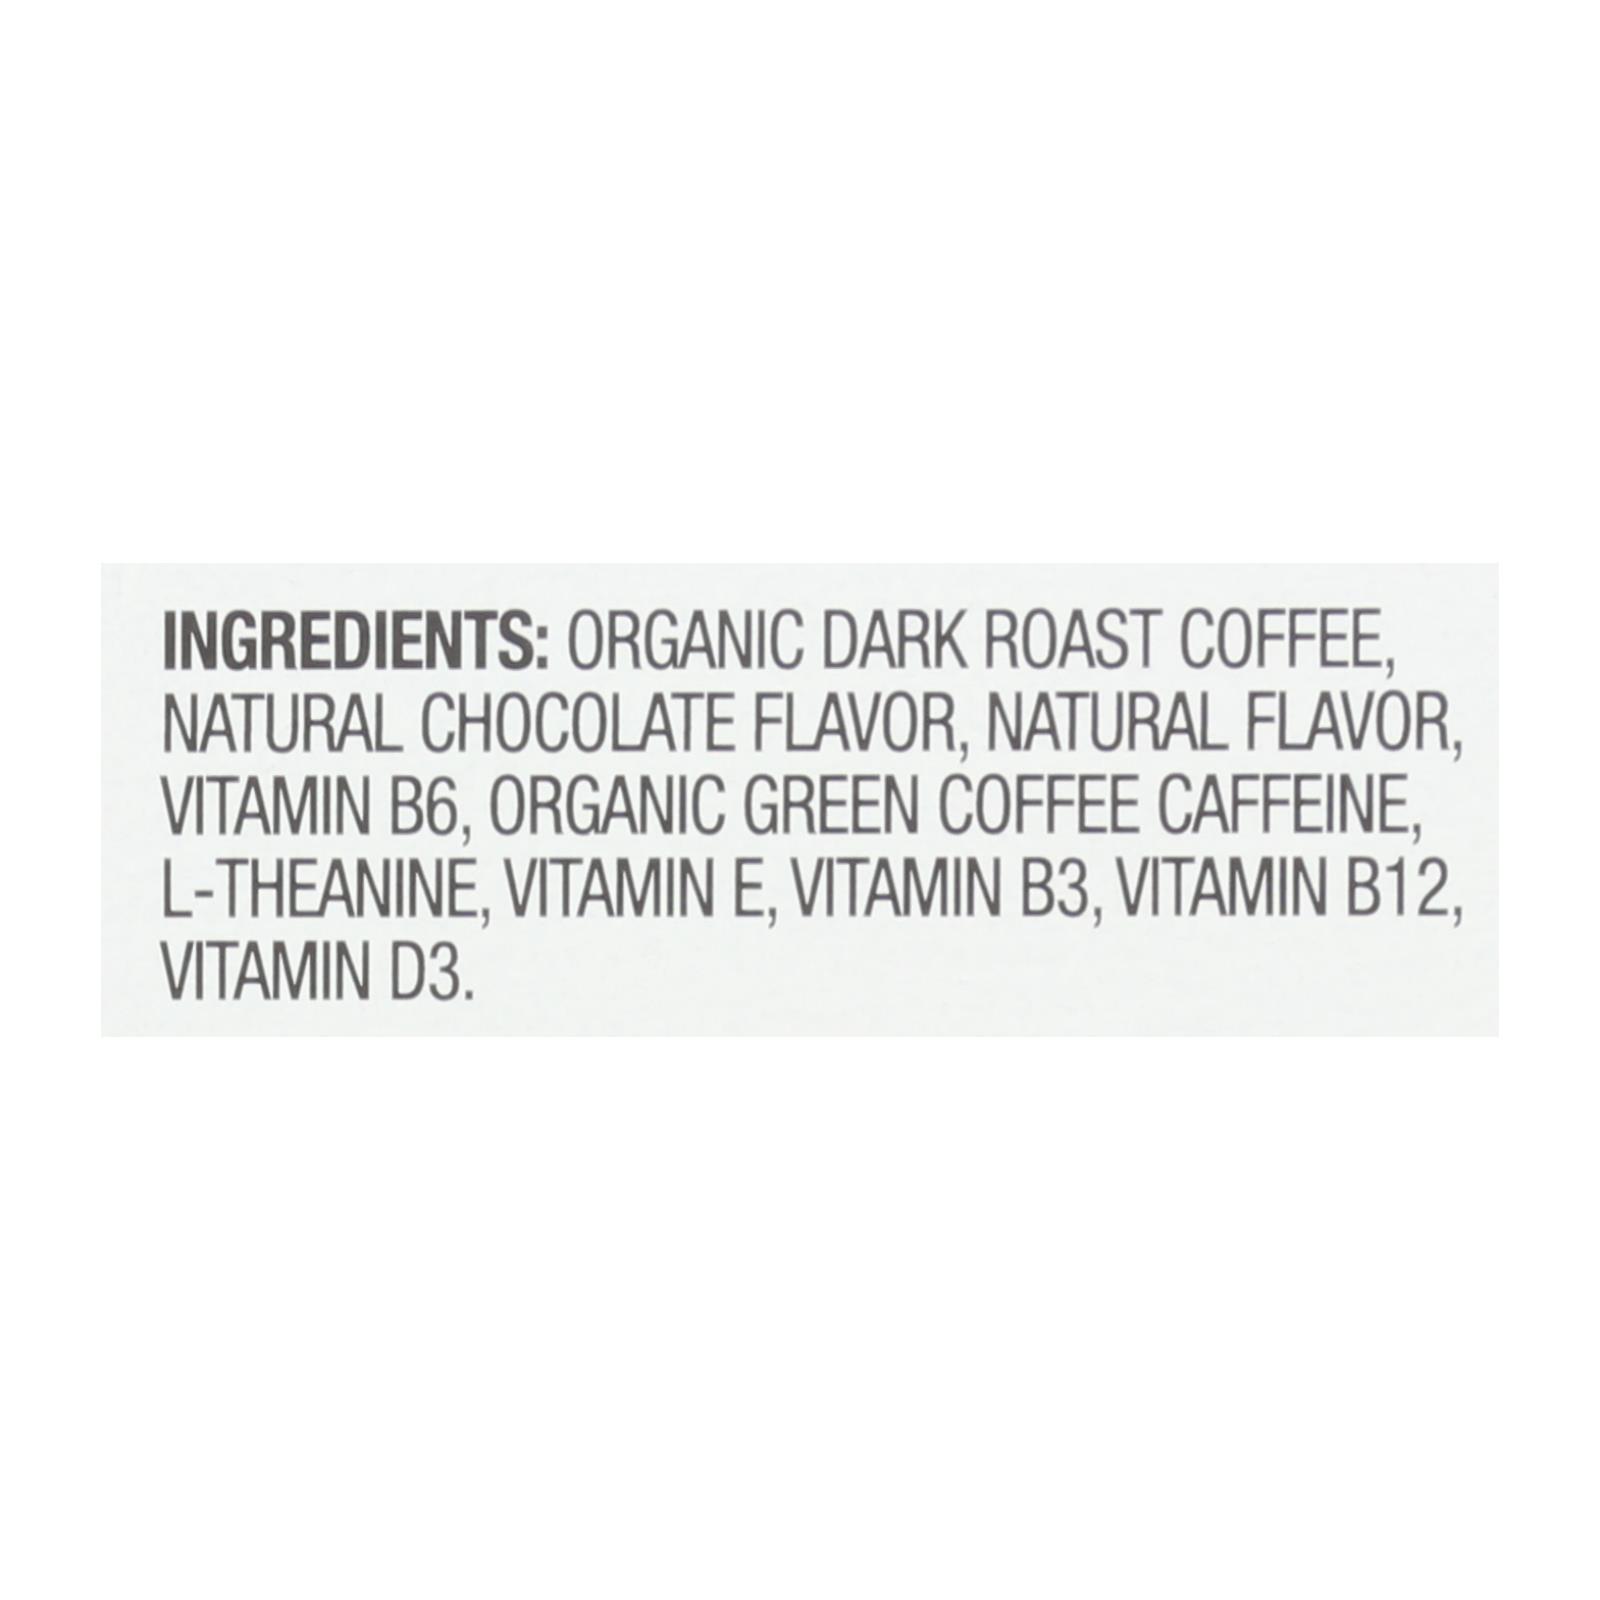 INGREDIENTS: ORGANIC DARK ROAST COFFEE,
NATURAL CHOCOLATE FLAVOR, NATURAL FLAVOR,
VITAMIN B6, ORGANIC GREEN COFFEE CAFFEINE,
L-THEANINE, VITAMIN E, VITAMIN B3, VITAMIN B12,
VITAMIN D3.